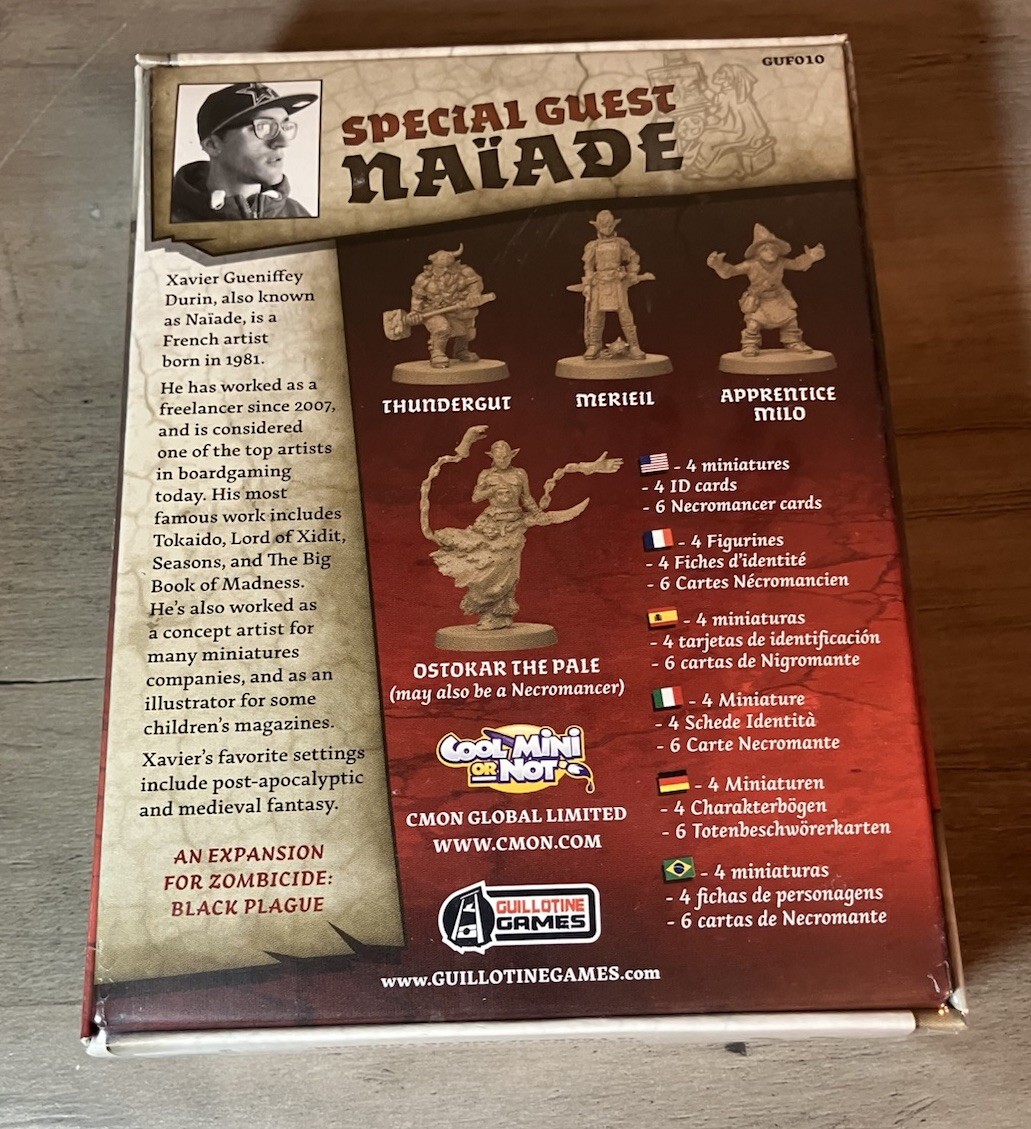 GUF010
SPECIAL GUEST
NAÏADE
Xavier Gueniffey
Durin, also known
as Naïade, is a
French artist
born in 1981.
He has worked as a
freelancer since 2007,
and is considered
one of the top artists
in boardgaming
today. His most
famous work includes
Tokaido, Lord of Xidit,
Seasons, and The Big
Book of Madness.
He's also worked as
a concept artist for
many miniatures
companies, and as an
illustrator for some
children's magazines.
Xavier's favorite settings
include post-apocalyptic
and medieval fantasy.
AN EXPANSION
FOR ZOMBICIDE:
BLACK PLAGUE
THUNDERGUT
MERIEIL
APPRENTICE
MILO
OSTOKAR THE PALE
(may also be a Necromancer)
COOL MINI
OR NOT
CMON GLOBAL LIMITED
WWW.CMON.COM
GUILLOTINE
GAMES
www.GUILLOTINEGAMES.com
- 4 miniatures
- 4 ID cards
- 6 Necromancer cards
- 4 Figurines
- 4 Fiches d'identité
- 6 Cartes Nécromancien
- 4 miniaturas
- 4 tarjetas de identificación
- 6 cartas de Nigromante
- 4 Miniature
- 4 Schede Identità
- 6 Carte Necromante
- 4 Miniaturen
- 4 Charakterbögen
- 6 Totenbeschwörerkarten
- 4 miniaturas
- 4 fichas de personagens
- 6 cartas de Necromante